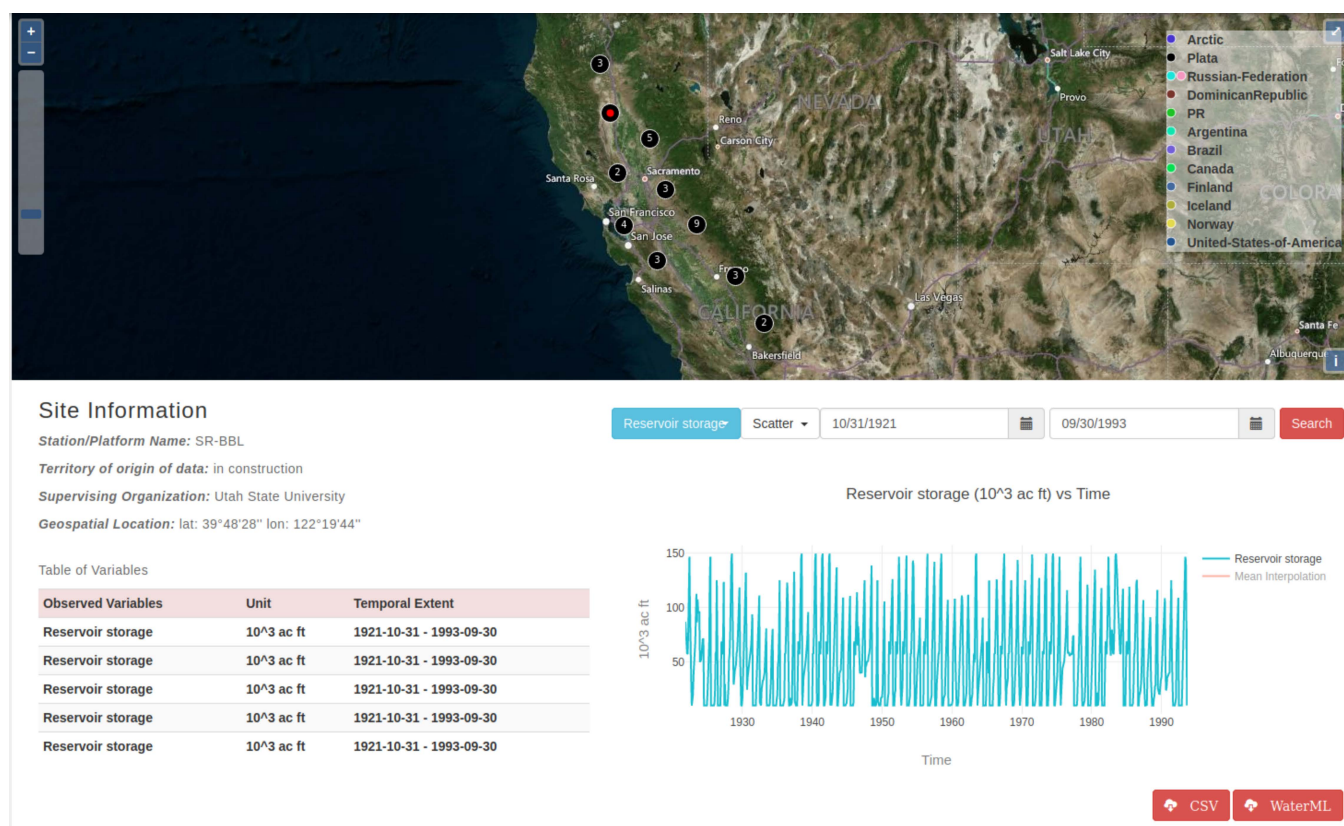 +
−
3
5
2
3
4
9
3
3
2
Reno
Carson City
Sacramento
Santa Rosa
San Francisco
San Jose
Salinas
CALIFORNIA
Bakersfield
NEVADA
Las Vegas
Salt Lake City
Provo
UTAH
Santa Fe
Albuquerque
i
Arctic
Plata
Russian-Federation
DominicanRepublic
PR
Argentina
Brazil
Canada
Finland
Iceland
Norway
United-States-of-America
Site Information
Station/Platform Name: SR-BBL
Territory of origin of data: in construction
Supervising Organization: Utah State University
Geospatial Location: lat: 39°48'28'' lon: 122°19'44''
Table of Variables
Observed Variables Unit Temporal Extent
Reservoir storage 10^3 ac ft 1921-10-31 - 1993-09-30
Reservoir storage 10^3 ac ft 1921-10-31 - 1993-09-30
Reservoir storage 10^3 ac ft 1921-10-31 - 1993-09-30
Reservoir storage 10^3 ac ft 1921-10-31 - 1993-09-30
Reservoir storage 10^3 ac ft 1921-10-31 - 1993-09-30
Reservoir storage Scatter 10/31/1921 09/30/1993 Search
Reservoir storage (10^3 ac ft) vs Time
150
100
50
10^3 ac ft
1930 1940 1950 1960 1970 1980 1990
Time
Reservoir storage
Mean Interpolation
CSV WaterML